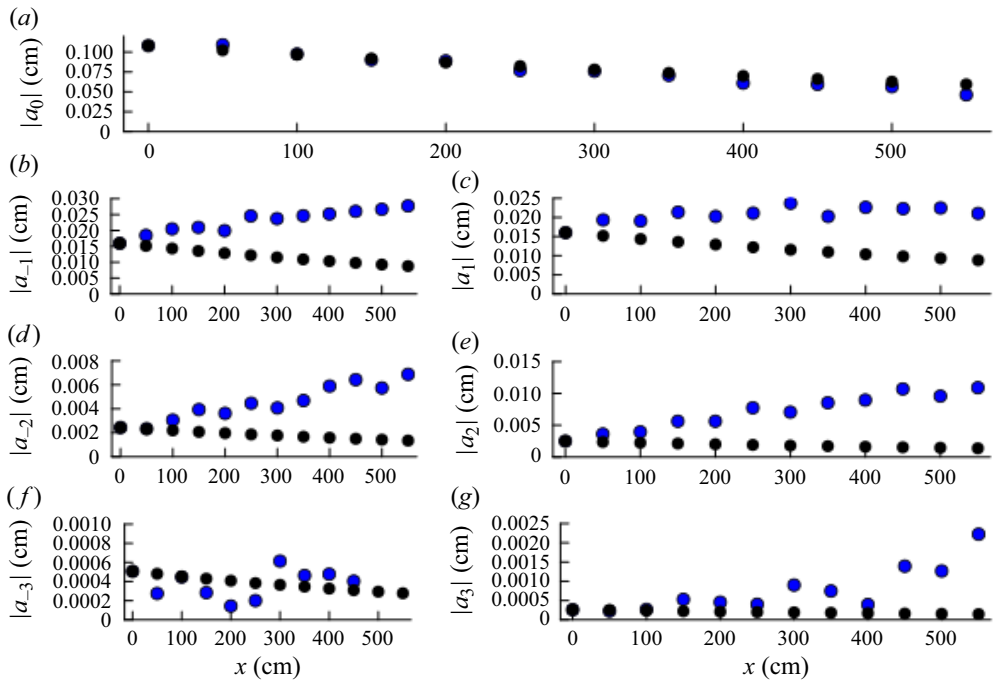 (a)
|a₀| (cm)
0.100
0.075
0.050
0.025
0
0 100 200 300 400 500
(b)
|a₋₁| (cm)
0.030
0.025
0.020
0.015
0.010
0.005
0
0 100 200 300 400 500
(c)
|a₁| (cm)
0.025
0.020
0.015
0.010
0.005
0
0 100 200 300 400 500
(d)
|a₋₂| (cm)
0.008
0.006
0.004
0.002
0
0 100 200 300 400 500
(e)
|a₂| (cm)
0.015
0.010
0.005
0
0 100 200 300 400 500
(f)
|a₋₃| (cm)
0.0010
0.0008
0.0006
0.0004
0.0002
0
0 100 200 300 400 500
x (cm)
(g)
|a₃| (cm)
0.0025
0.0020
0.0015
0.0010
0.0005
0
0 100 200 300 400 500
x (cm)